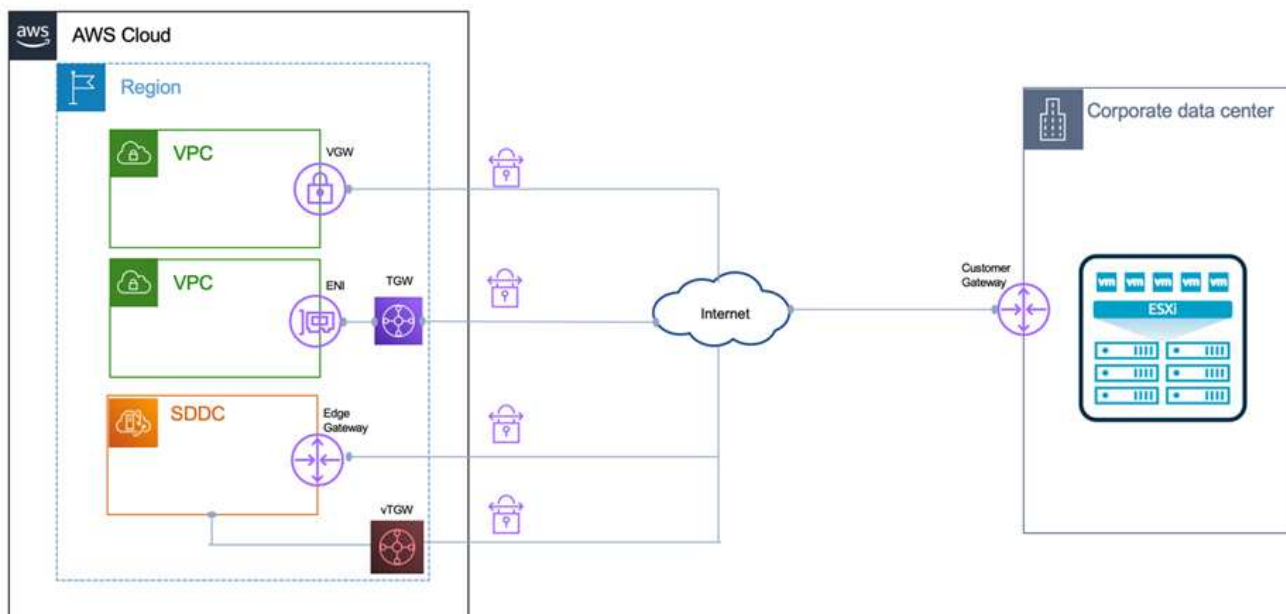 aws
AWS Cloud
Region
VPC
VGW
VPC
ENI
TGW
SDDC
Edge
Gateway
vTGW
Internet
Corporate data center
Customer
Gateway
vm vm vm vm vm
ESXi